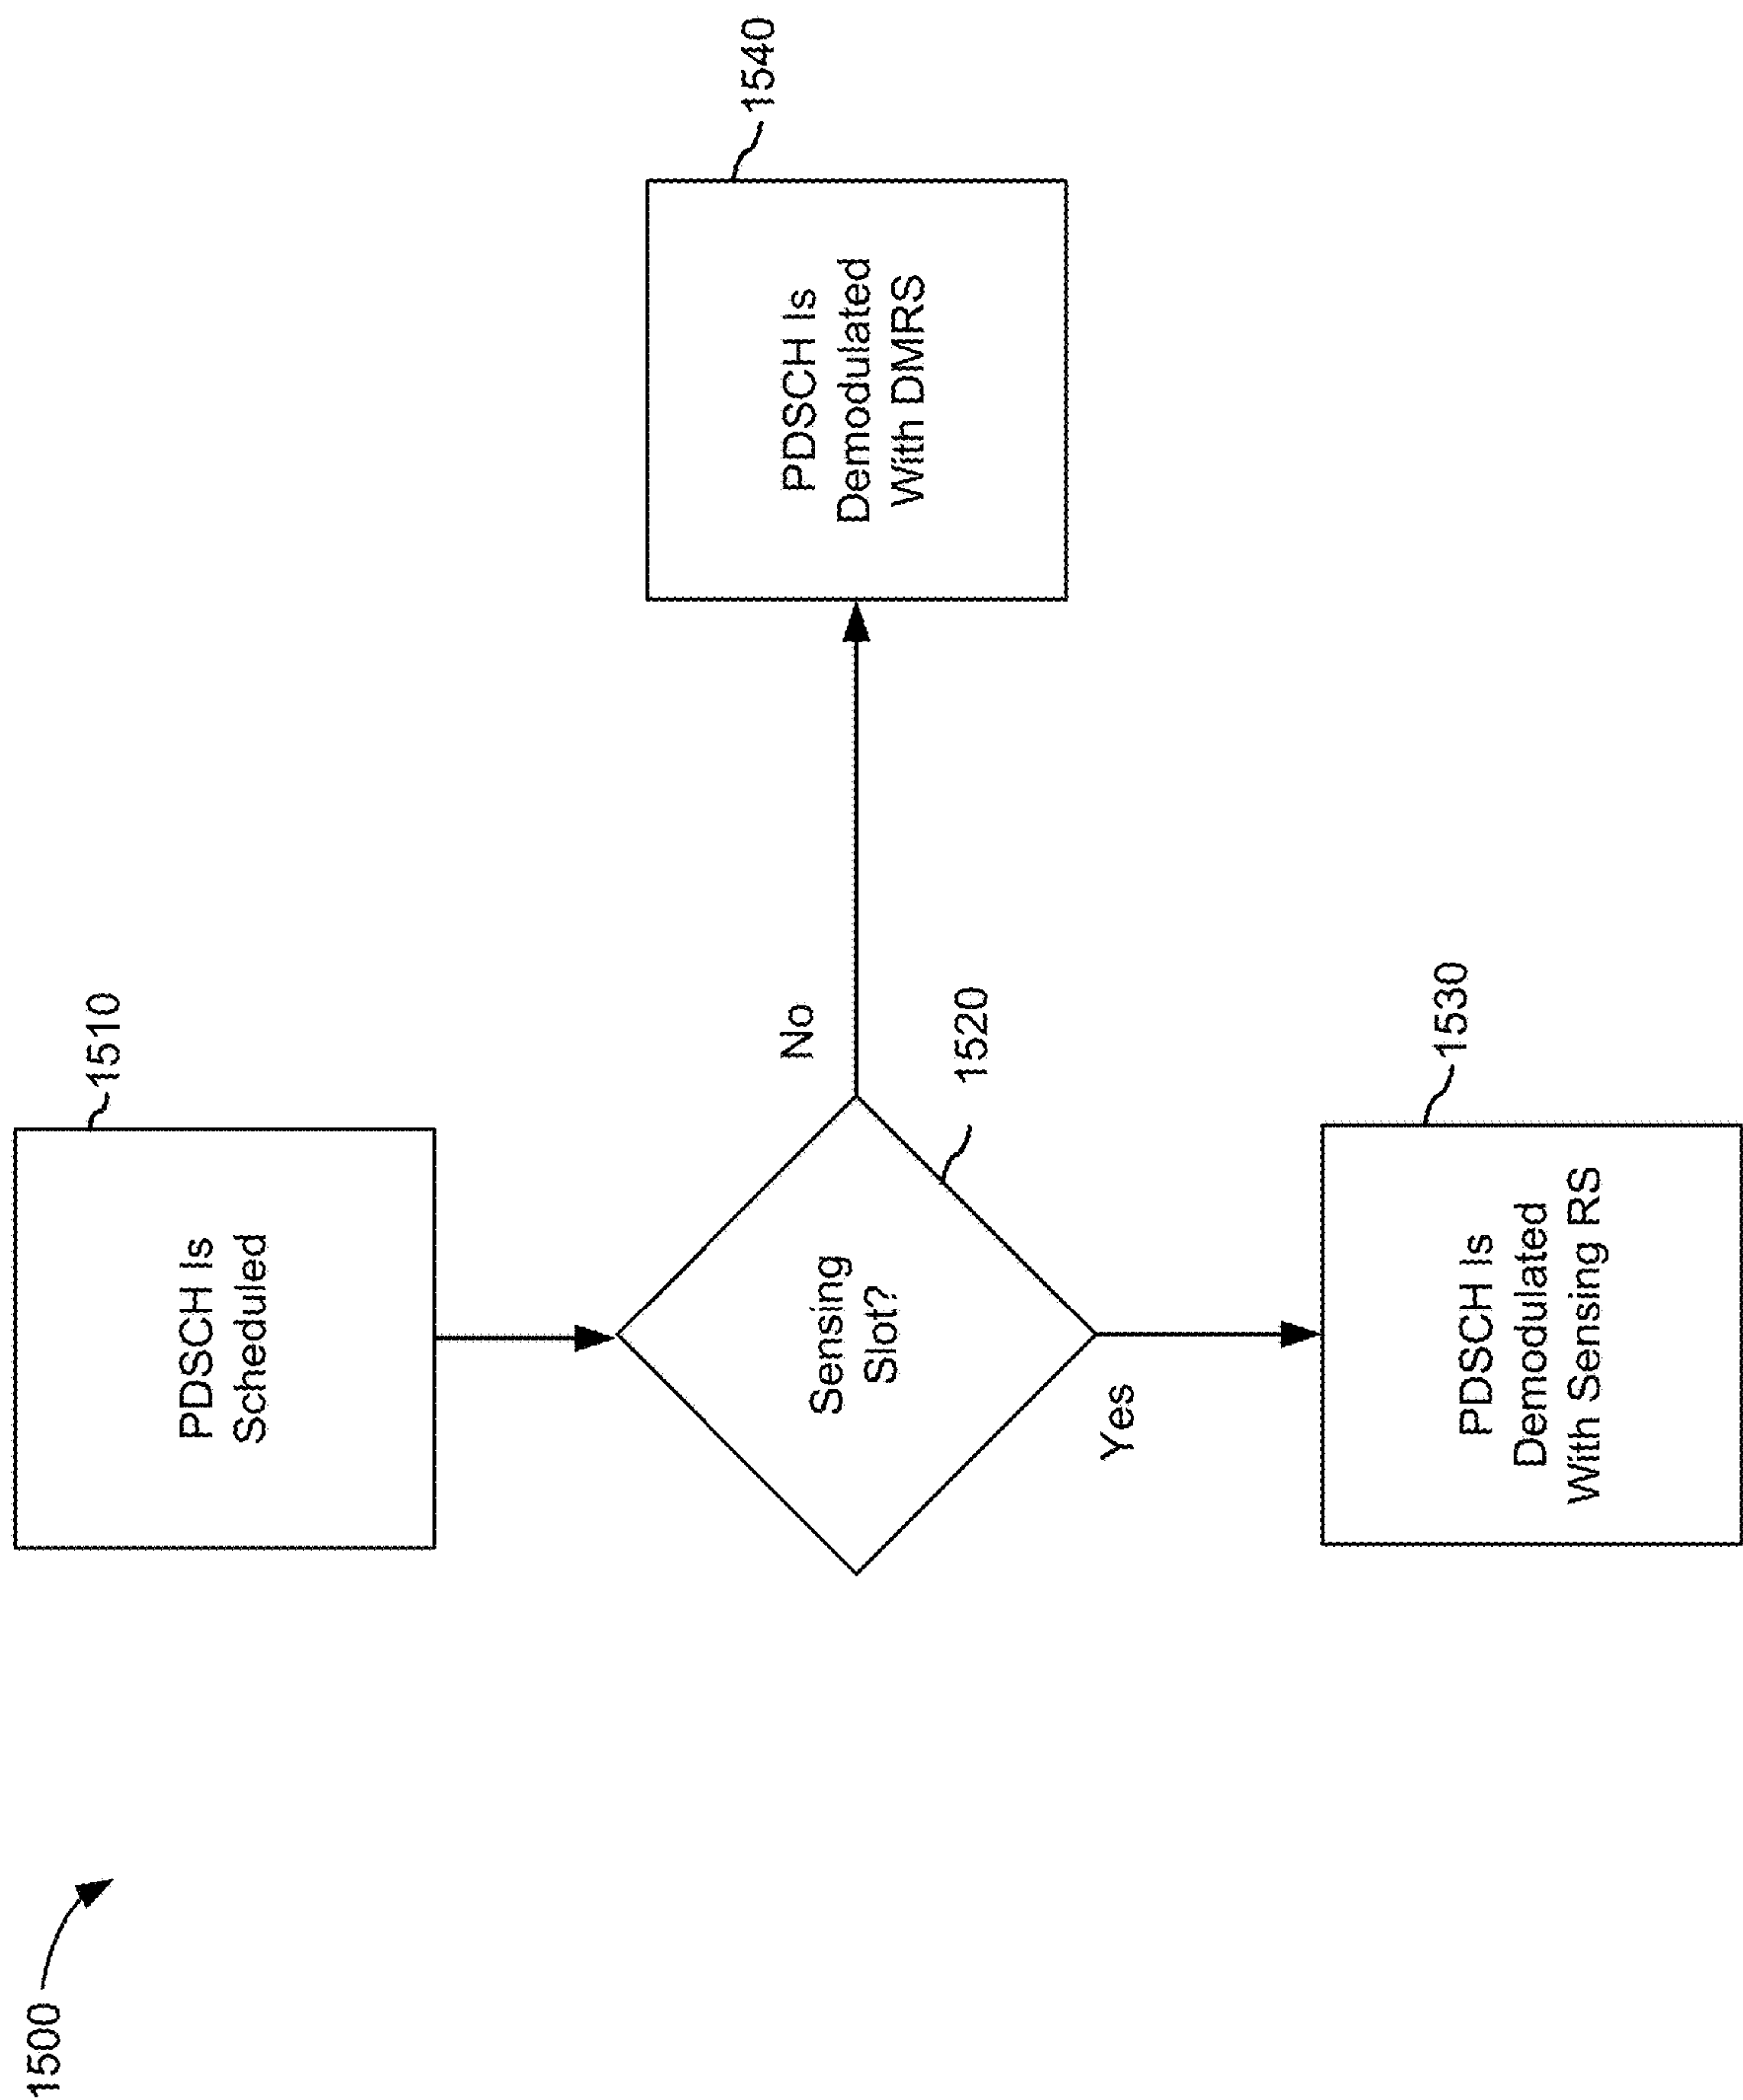 1500
1510
PDSCH Is
Scheduled
1520
Sensing
Slot?
No
Yes
1540
PDSCH Is
Demodulated
With DMRS
1530
PDSCH Is
Demodulated
With Sensing RS